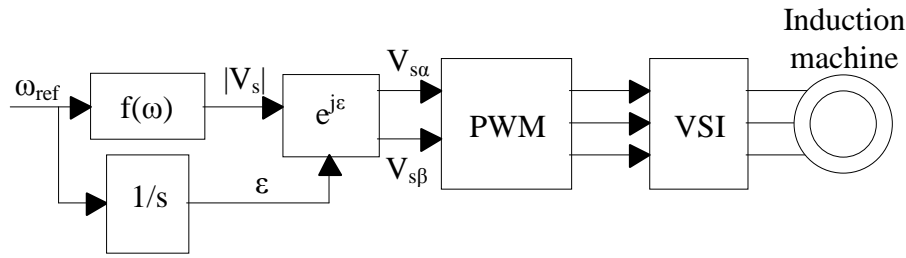 Induction
machine
ω_ref
f(ω)
|V_s|
e^jε
V_sα
V_sβ
PWM
VSI
1/s
ε